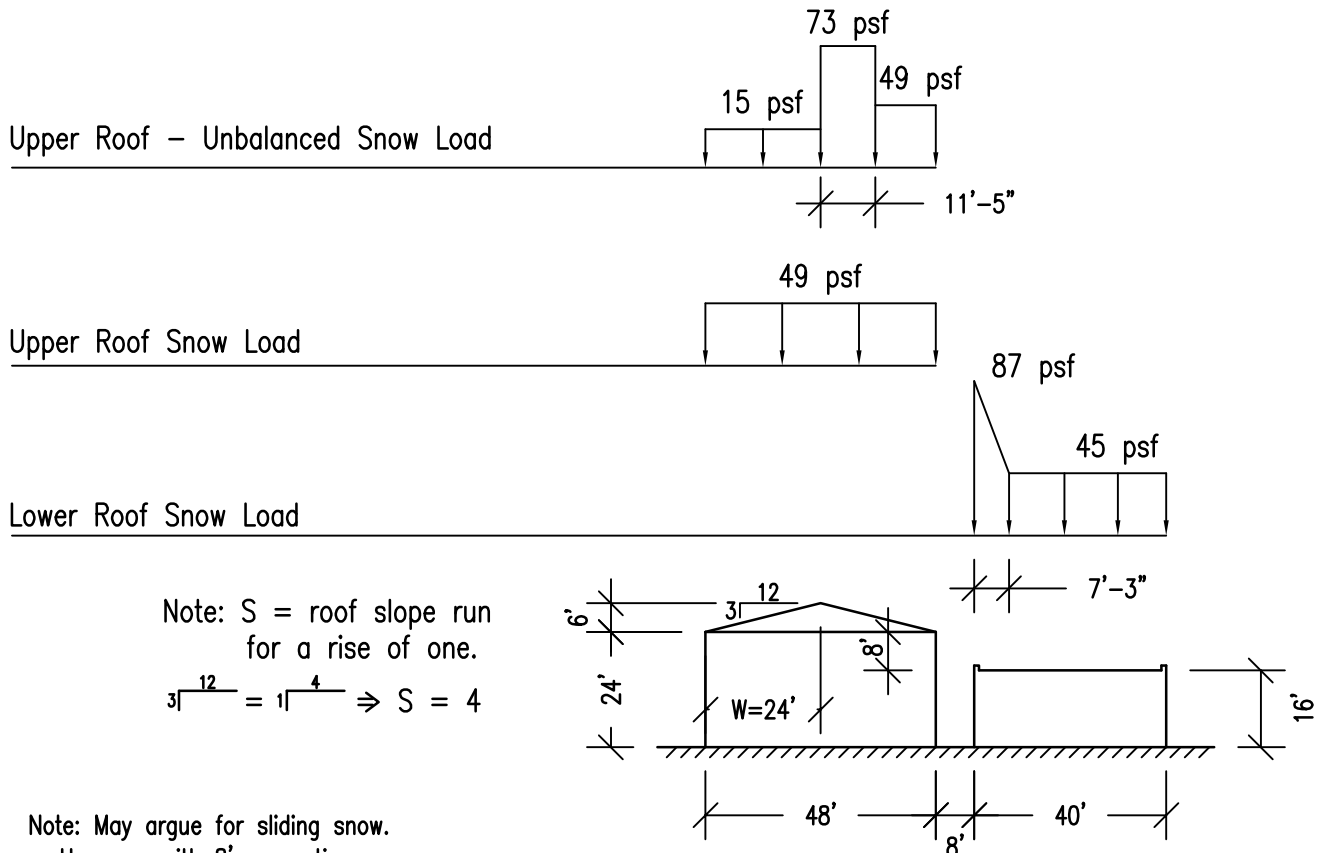 73 psf
49 psf
15 psf
Upper Roof – Unbalanced Snow Load
11'-5"
49 psf
Upper Roof Snow Load
87 psf
45 psf
Lower Roof Snow Load
7'-3"
Note: S = roof slope run
for a rise of one.
3 12 = 1 4 ⇒ S = 4
6'
3 12
8'
24'
W=24'
16'
48'
8'
40'
Note: May argue for sliding snow.